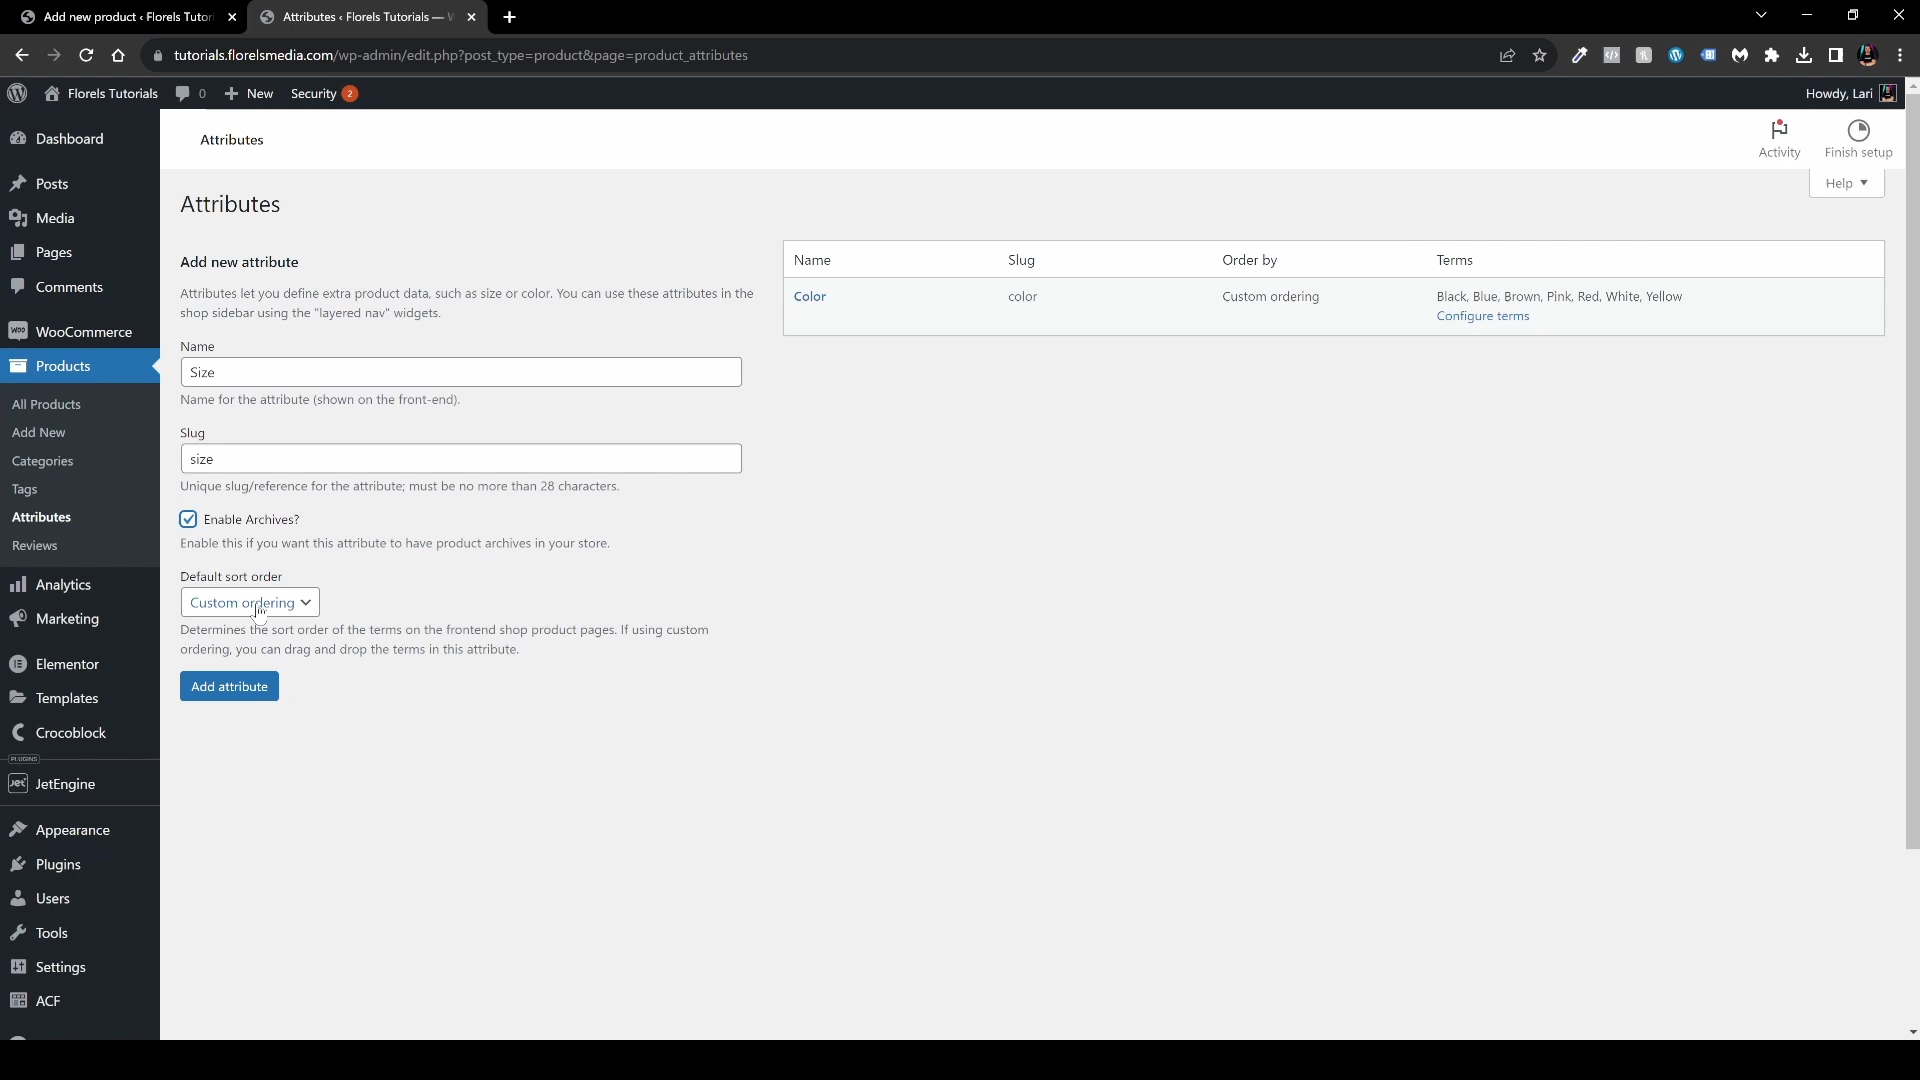 Add new product ‹ Florels Tutor
Attributes ‹ Florels Tutorials —
tutorials.florelsmedia.com/wp-admin/edit.php?post_type=product&page=product_attributes
Florels Tutorials
0
New
Security 2
Howdy, Lari
Dashboard
Posts
Media
Pages
Comments
WooCommerce
Products
All Products
Add New
Categories
Tags
Attributes
Reviews
Analytics
Marketing
Elementor
Templates
Crocoblock
PLUGINS
JetEngine
Appearance
Plugins
Users
Tools
Settings
ACF
Attributes
Activity
Finish setup
Help
Attributes
Add new attribute
Attributes let you define extra product data, such as size or color. You can use these attributes in the
shop sidebar using the "layered nav" widgets.
Name
Size
Name for the attribute (shown on the front-end).
Slug
size
Unique slug/reference for the attribute; must be no more than 28 characters.
Enable Archives?
Enable this if you want this attribute to have product archives in your store.
Default sort order
Custom ordering
Determines the sort order of the terms on the frontend shop product pages. If using custom
ordering, you can drag and drop the terms in this attribute.
Add attribute
Name Slug Order by Terms
Color color Custom ordering Black, Blue, Brown, Pink, Red, White, Yellow
Configure terms